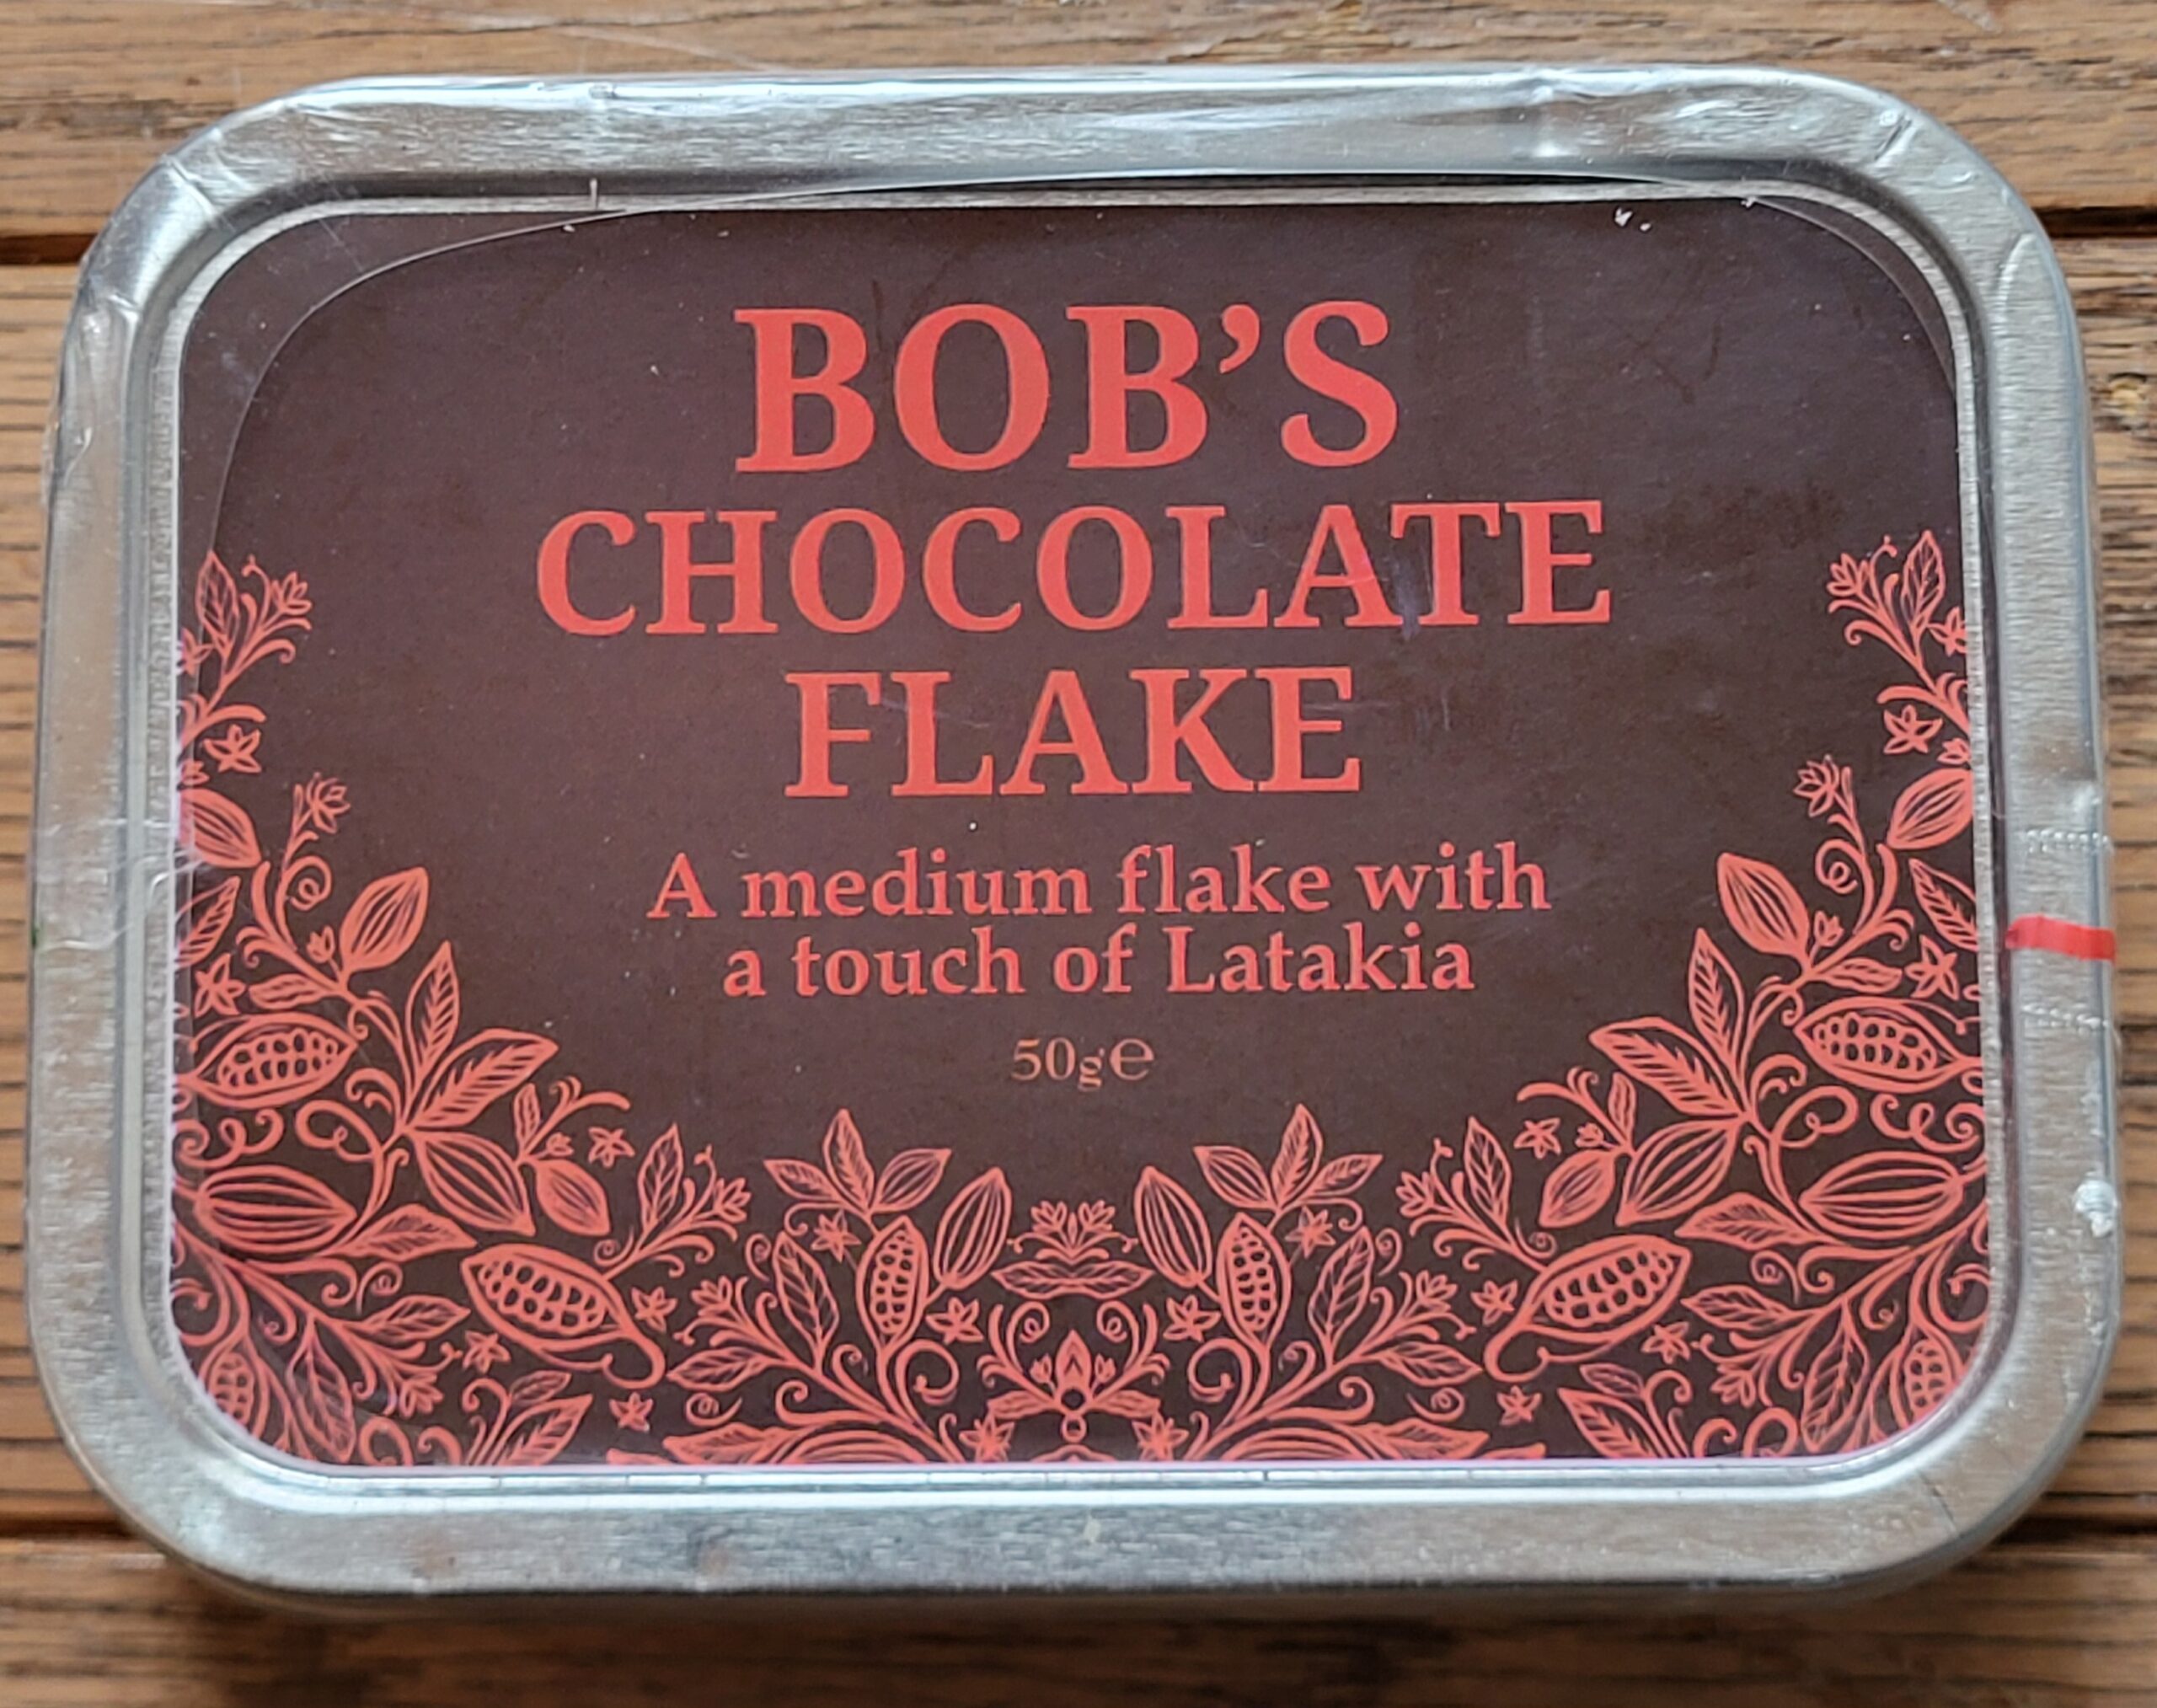 BOB’S
CHOCOLATE
FLAKE
A medium flake with
a touch of Latakia
50g℮